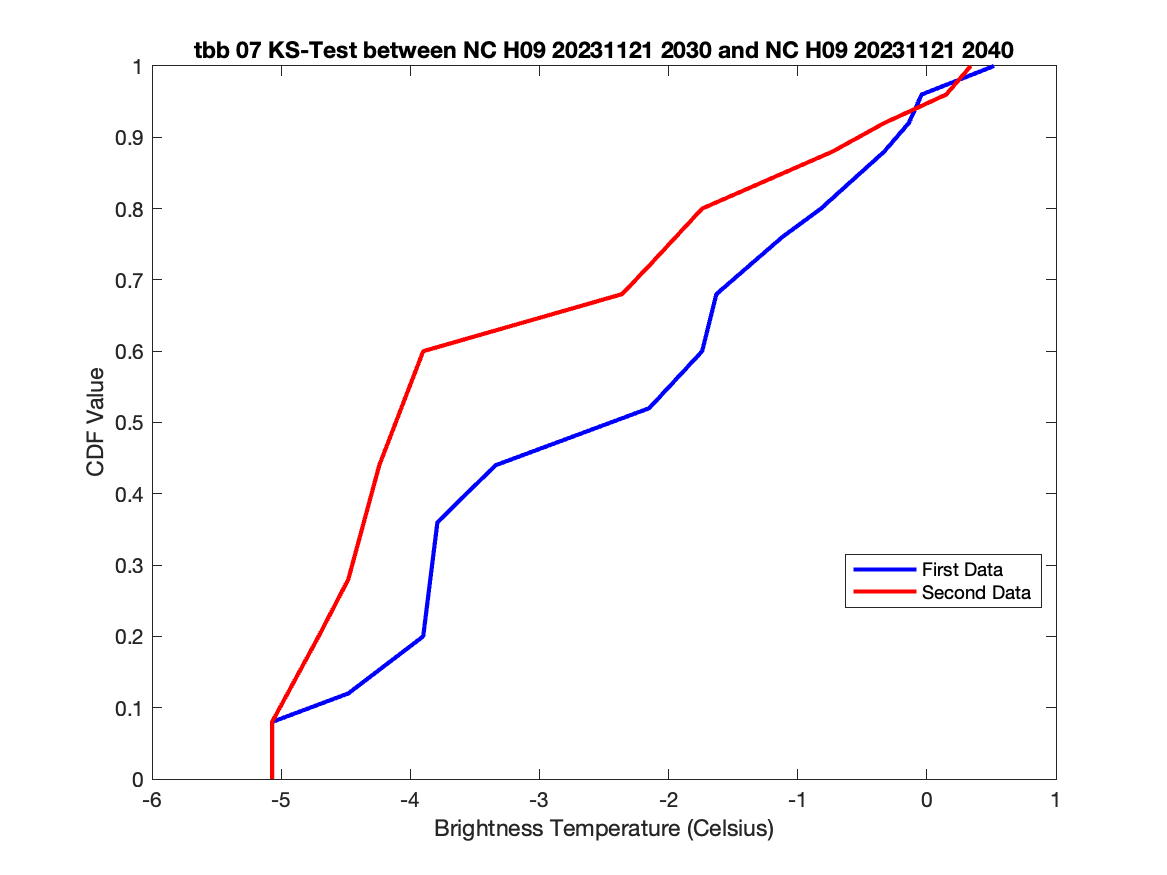 tbb 07 KS-Test between NC H09 20231121 2030 and NC H09 20231121 2040
1
0.9
0.8
0.7
0.6
0.5
0.4
0.3
0.2
0.1
0
CDF Value
First Data
Second Data
-6 -5 -4 -3 -2 -1 0 1
Brightness Temperature (Celsius)